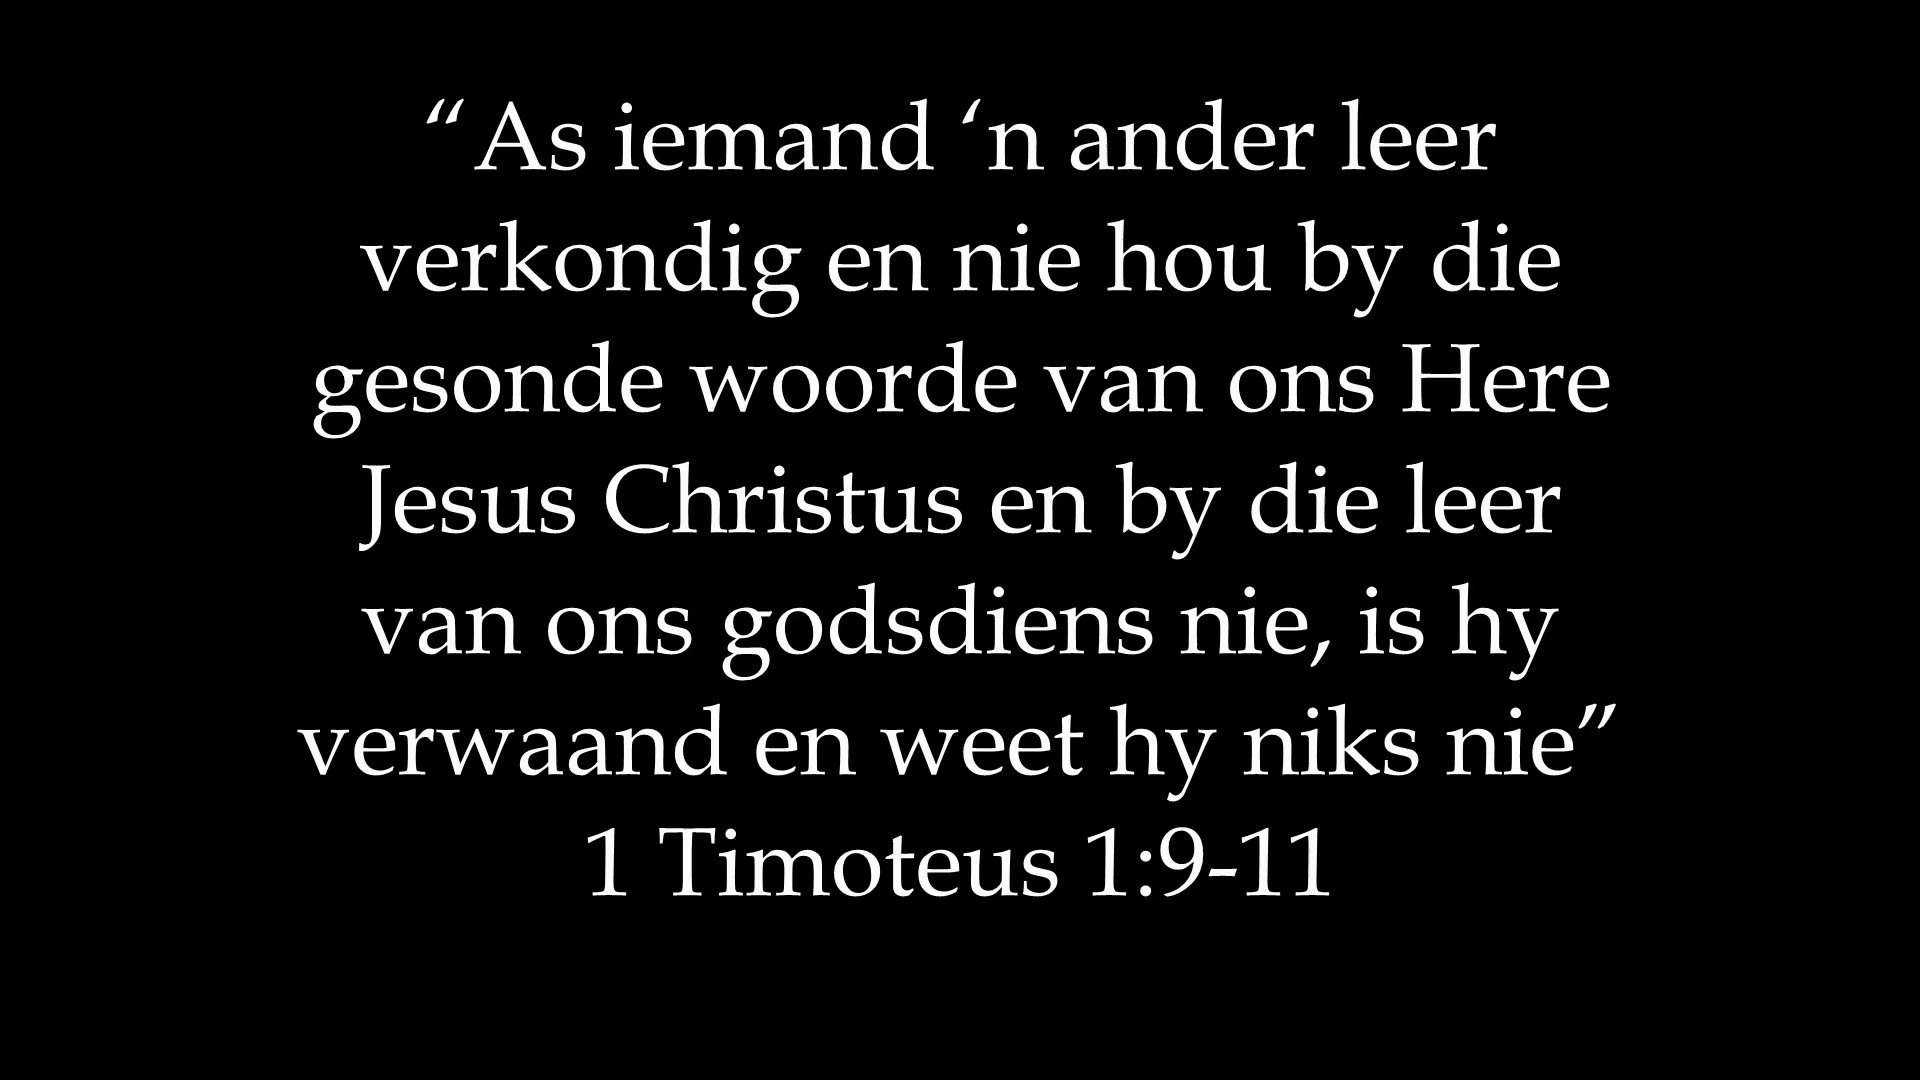 “As iemand ‘n ander leer
verkondig en nie hou by die
gesonde woorde van ons Here
Jesus Christus en by die leer
van ons godsdiens nie, is hy
verwaand en weet hy niks nie”
1 Timoteus 1:9-11